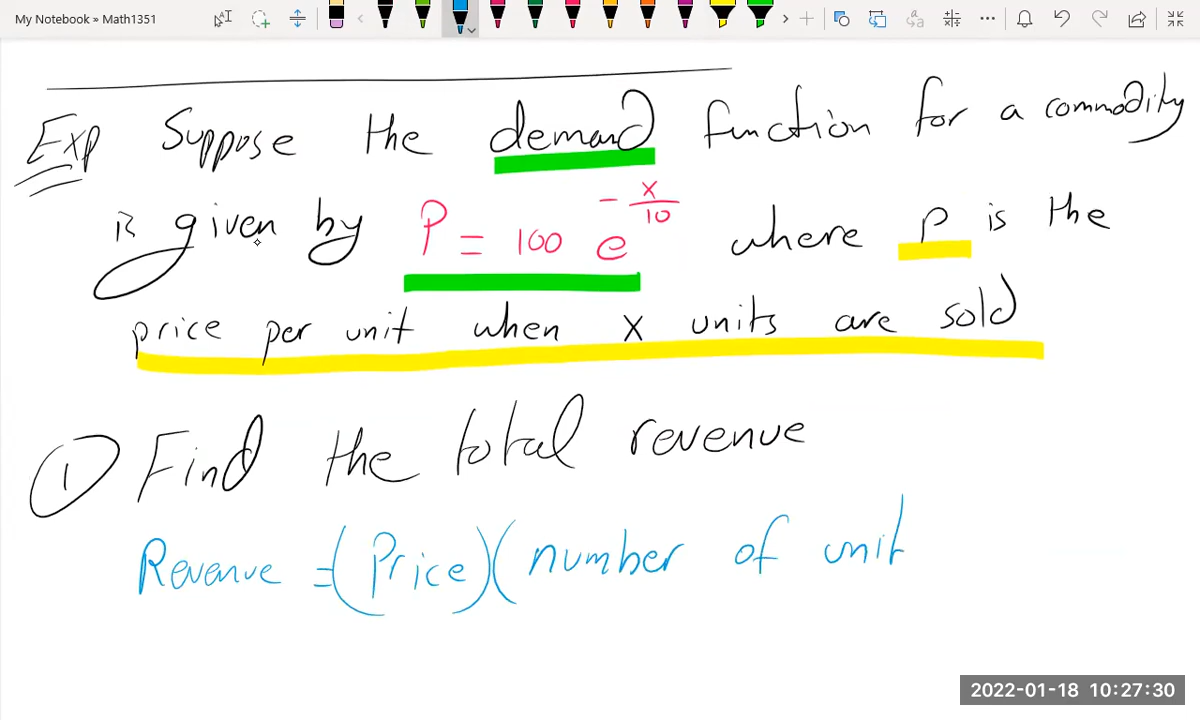 My Notebook » Math1351
Exp Suppose the demand function for a commodity
is given by P = 100 e^(-x/10) where p is the
price per unit when x units are sold
① Find the total revenue
Revenue = (Price)(number of unit
2022-01-18 10:27:30